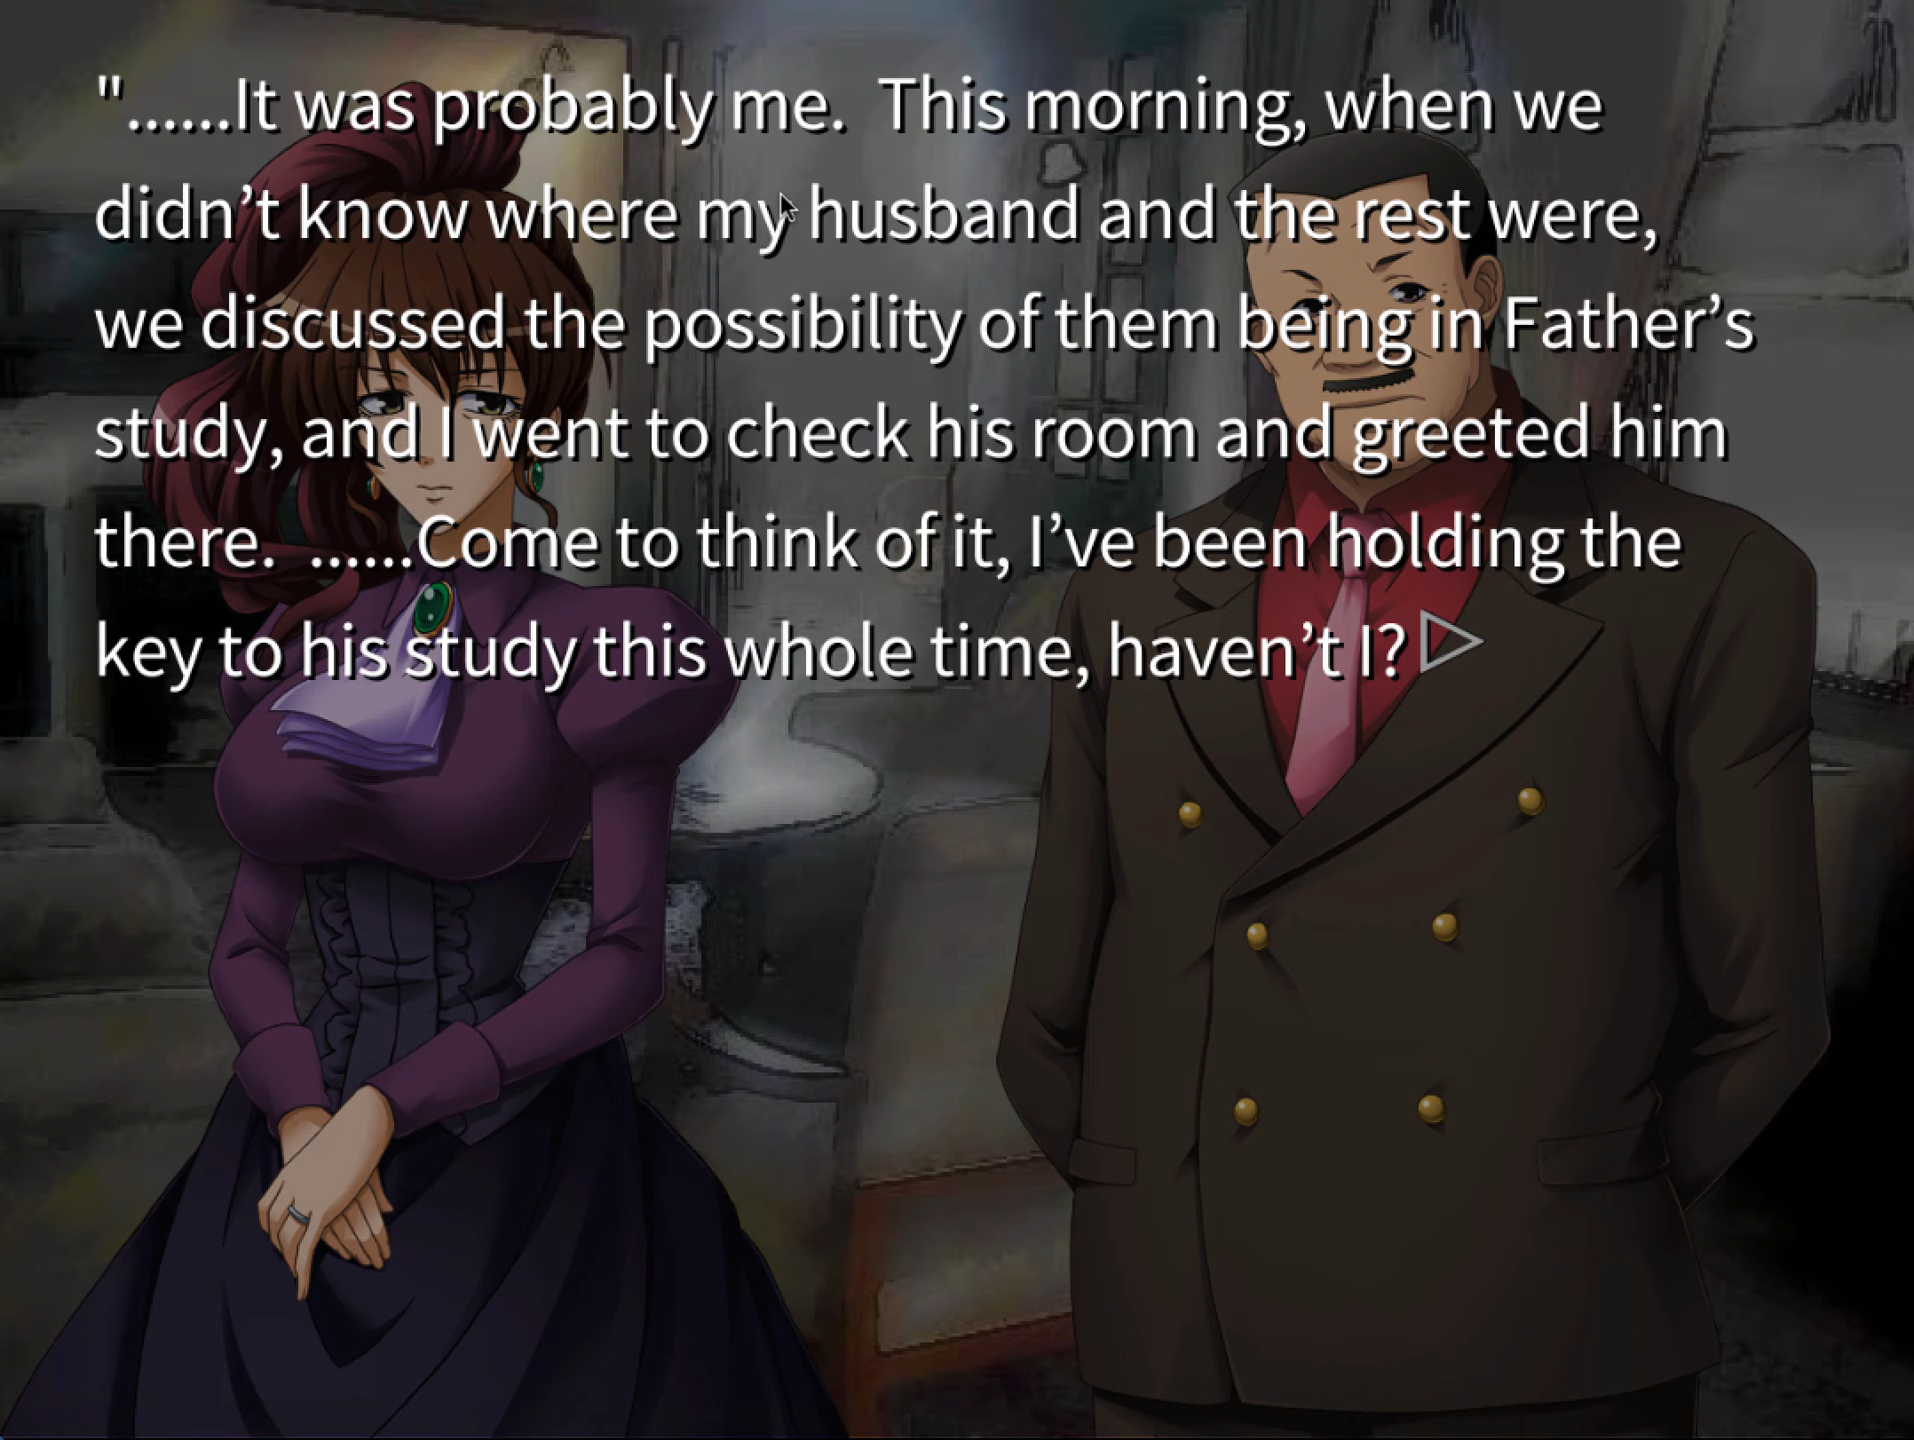 "......It was probably me.  This morning, when we
didn’t know where my husband and the rest were,
we discussed the possibility of them being in Father’s
study, and I went to check his room and greeted him
there.  ......Come to think of it, I’ve been holding the
key to his study this whole time, haven’t I?